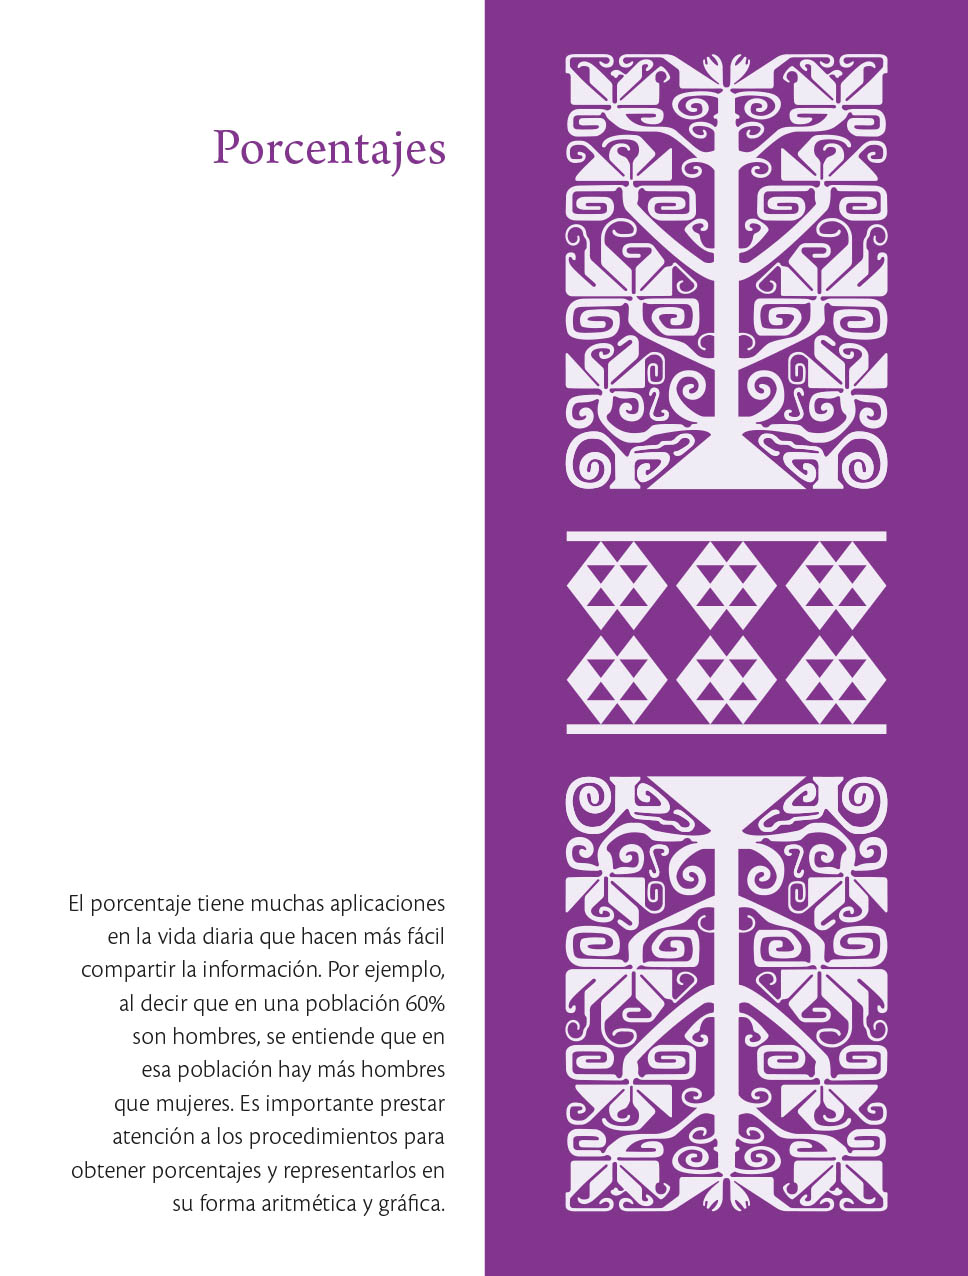 Porcentajes
El porcentaje tiene muchas aplicaciones
en la vida diaria que hacen más fácil
compartir la información. Por ejemplo,
al decir que en una población 60%
son hombres, se entiende que en
esa población hay más hombres
que mujeres. Es importante prestar
atención a los procedimientos para
obtener porcentajes y representarlos en
su forma aritmética y gráfica.